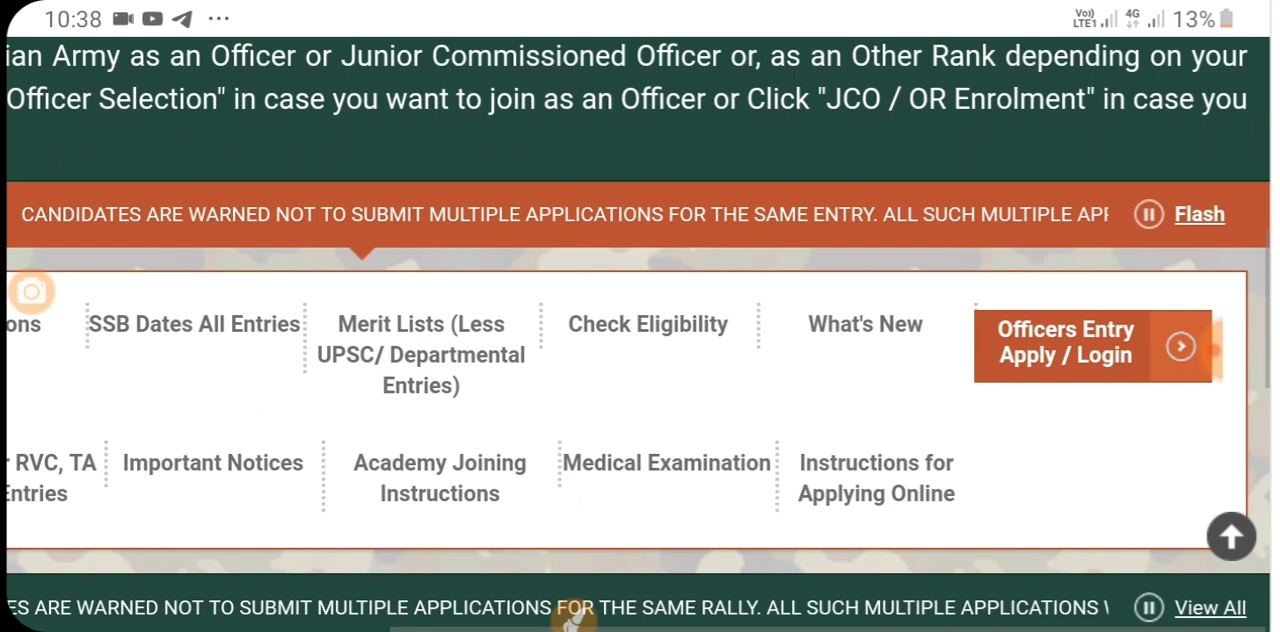 10:38 ... Vo)) LTE1 4G 13%
ian Army as an Officer or Junior Commissioned Officer or, as an Other Rank depending on your
Officer Selection" in case you want to join as an Officer or Click "JCO / OR Enrolment" in case you
CANDIDATES ARE WARNED NOT TO SUBMIT MULTIPLE APPLICATIONS FOR THE SAME ENTRY. ALL SUCH MULTIPLE Flash
ons SSB Dates All Entries Merit Lists (Less Check Eligibility What's New Officers Entry
UPSC/ Departmental Apply / Login
Entries)
RVC, TA Important Notices Academy Joining Medical Examination Instructions for
Entries Instructions Applying Online
ES ARE WARNED NOT TO SUBMIT MULTIPLE APPLICATIONS FOR THE SAME RALLY. ALL SUCH MULTIPLE APPLICATIONS View All